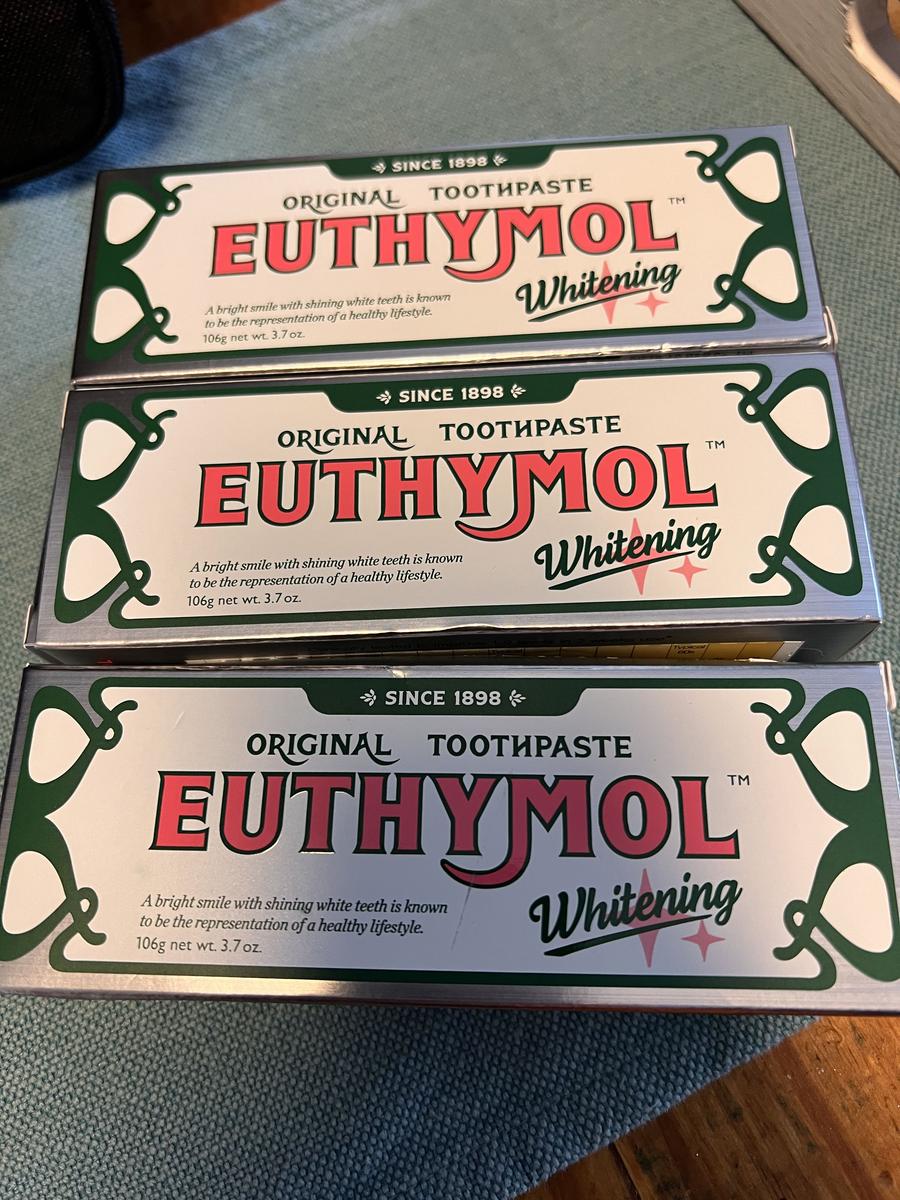 SINCE 1898
ORIGINAL TOOTHPASTE
EUTHYMOL™
Whitening
A bright smile with shining white teeth is known
to be the representation of a healthy lifestyle.
106g net wt. 3.7 oz.
SINCE 1898
ORIGINAL TOOTHPASTE
EUTHYMOL™
Whitening
A bright smile with shining white teeth is known
to be the representation of a healthy lifestyle.
106g net wt. 3.7 oz.
Typical
SINCE 1898
ORIGINAL TOOTHPASTE
EUTHYMOL™
Whitening
A bright smile with shining white teeth is known
to be the representation of a healthy lifestyle.
106g net wt. 3.7 oz.